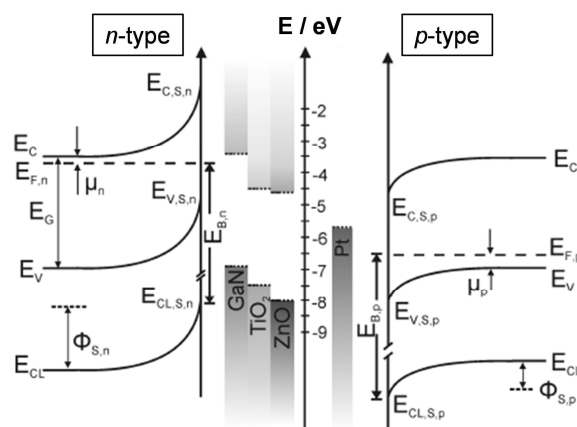 n-type
E / eV
p-type
E_C,S,n
E_C
E_F,n
μ_n
E_G
E_V,S,n
E_B,n
E_V
E_CL,S,n
Φ_S,n
E_CL
GaN
TiO₂
ZnO
-2
-3
-4
-5
-6
-7
-8
-9
Pt
E_C
E_C,S,p
E_F,p
E_V
μ_p
E_V,S,p
E_B,p
E_CL
Φ_S,p
E_CL,S,p